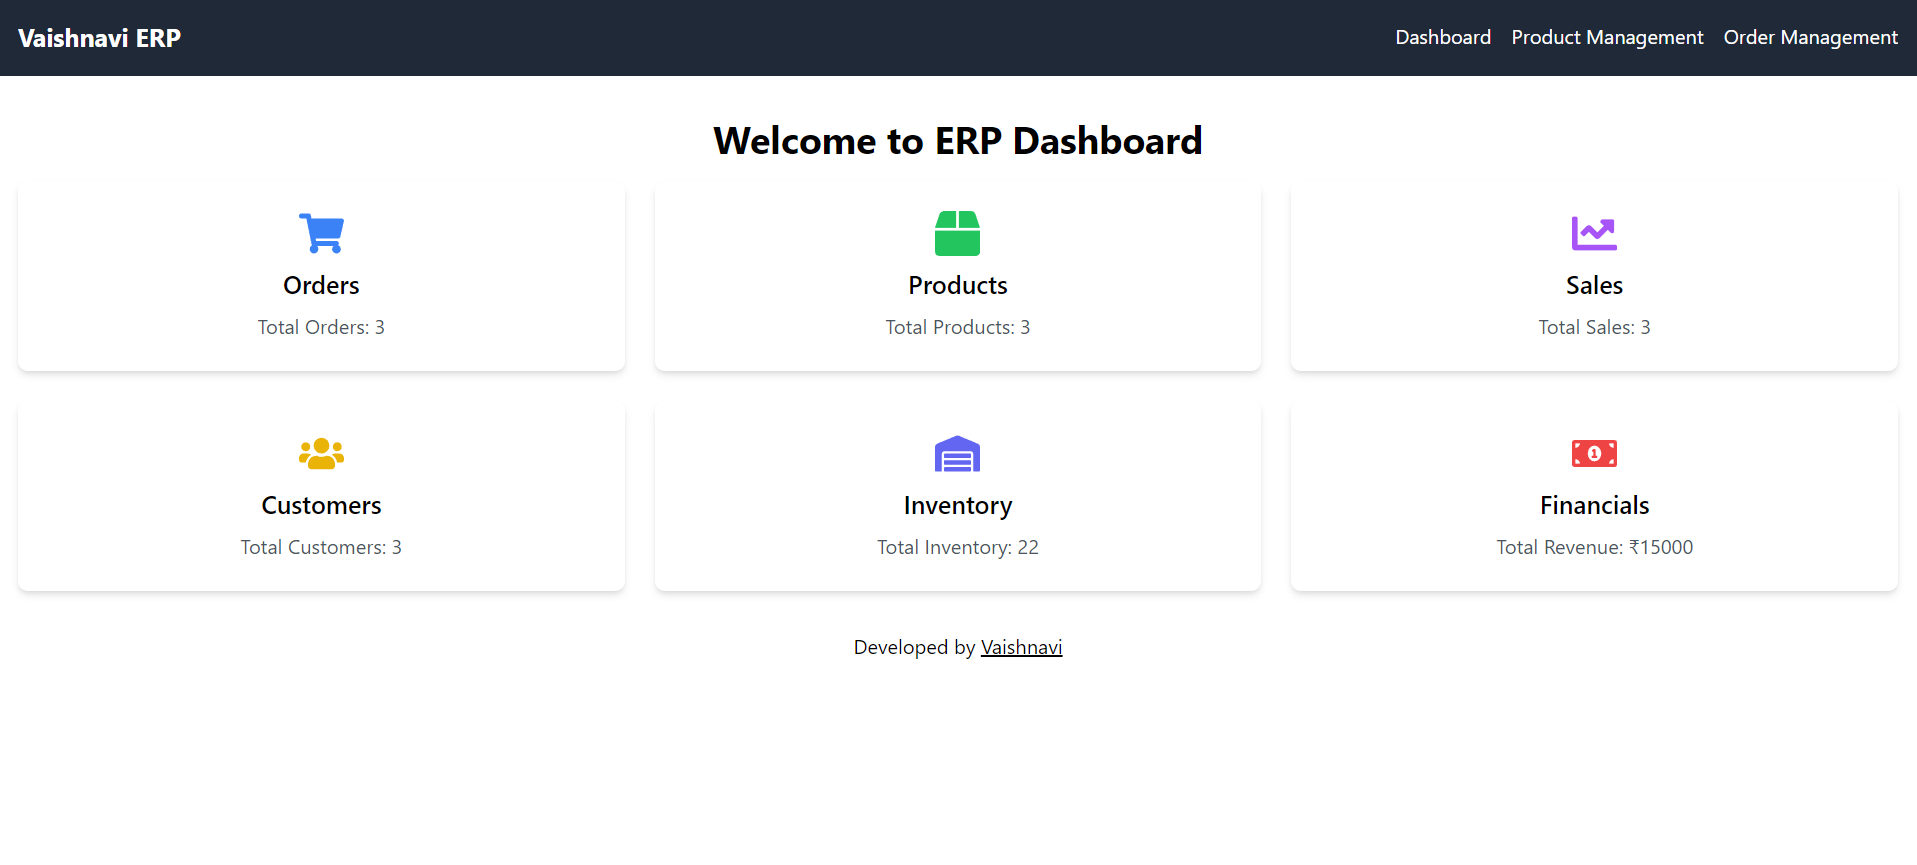 Vaishnavi ERP
Dashboard Product Management Order Management
Welcome to ERP Dashboard
Orders
Total Orders: 3
Products
Total Products: 3
Sales
Total Sales: 3
Customers
Total Customers: 3
Inventory
Total Inventory: 22
1
Financials
Total Revenue: ₹15000
Developed by Vaishnavi